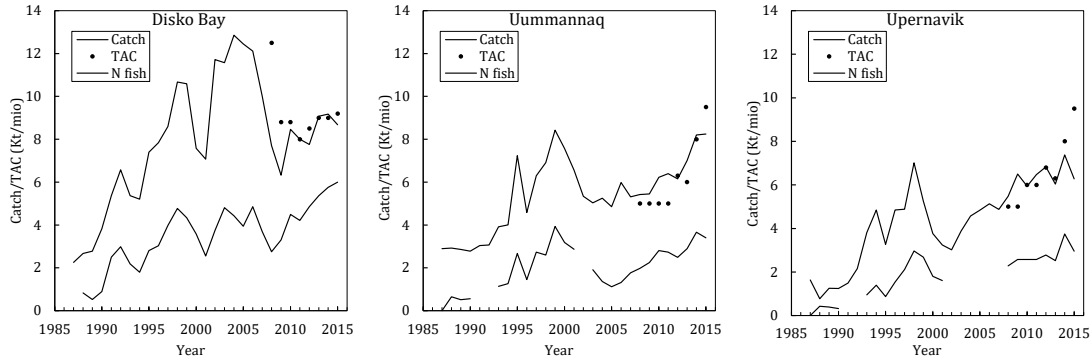 Disko Bay
Catch
TAC
N fish
Catch/TAC (Kt/mio)
14
12
10
8
6
4
2
0
1985 1990 1995 2000 2005 2010 2015
Year
Uummannaq
Catch
TAC
N fish
Catch/TAC (Kt/mio)
14
12
10
8
6
4
2
0
1985 1990 1995 2000 2005 2010 2015
Year
Upernavik
Catch
TAC
N fish
Catch/TAC (Kt/mio)
14
12
10
8
6
4
2
0
1985 1990 1995 2000 2005 2010 2015
Year